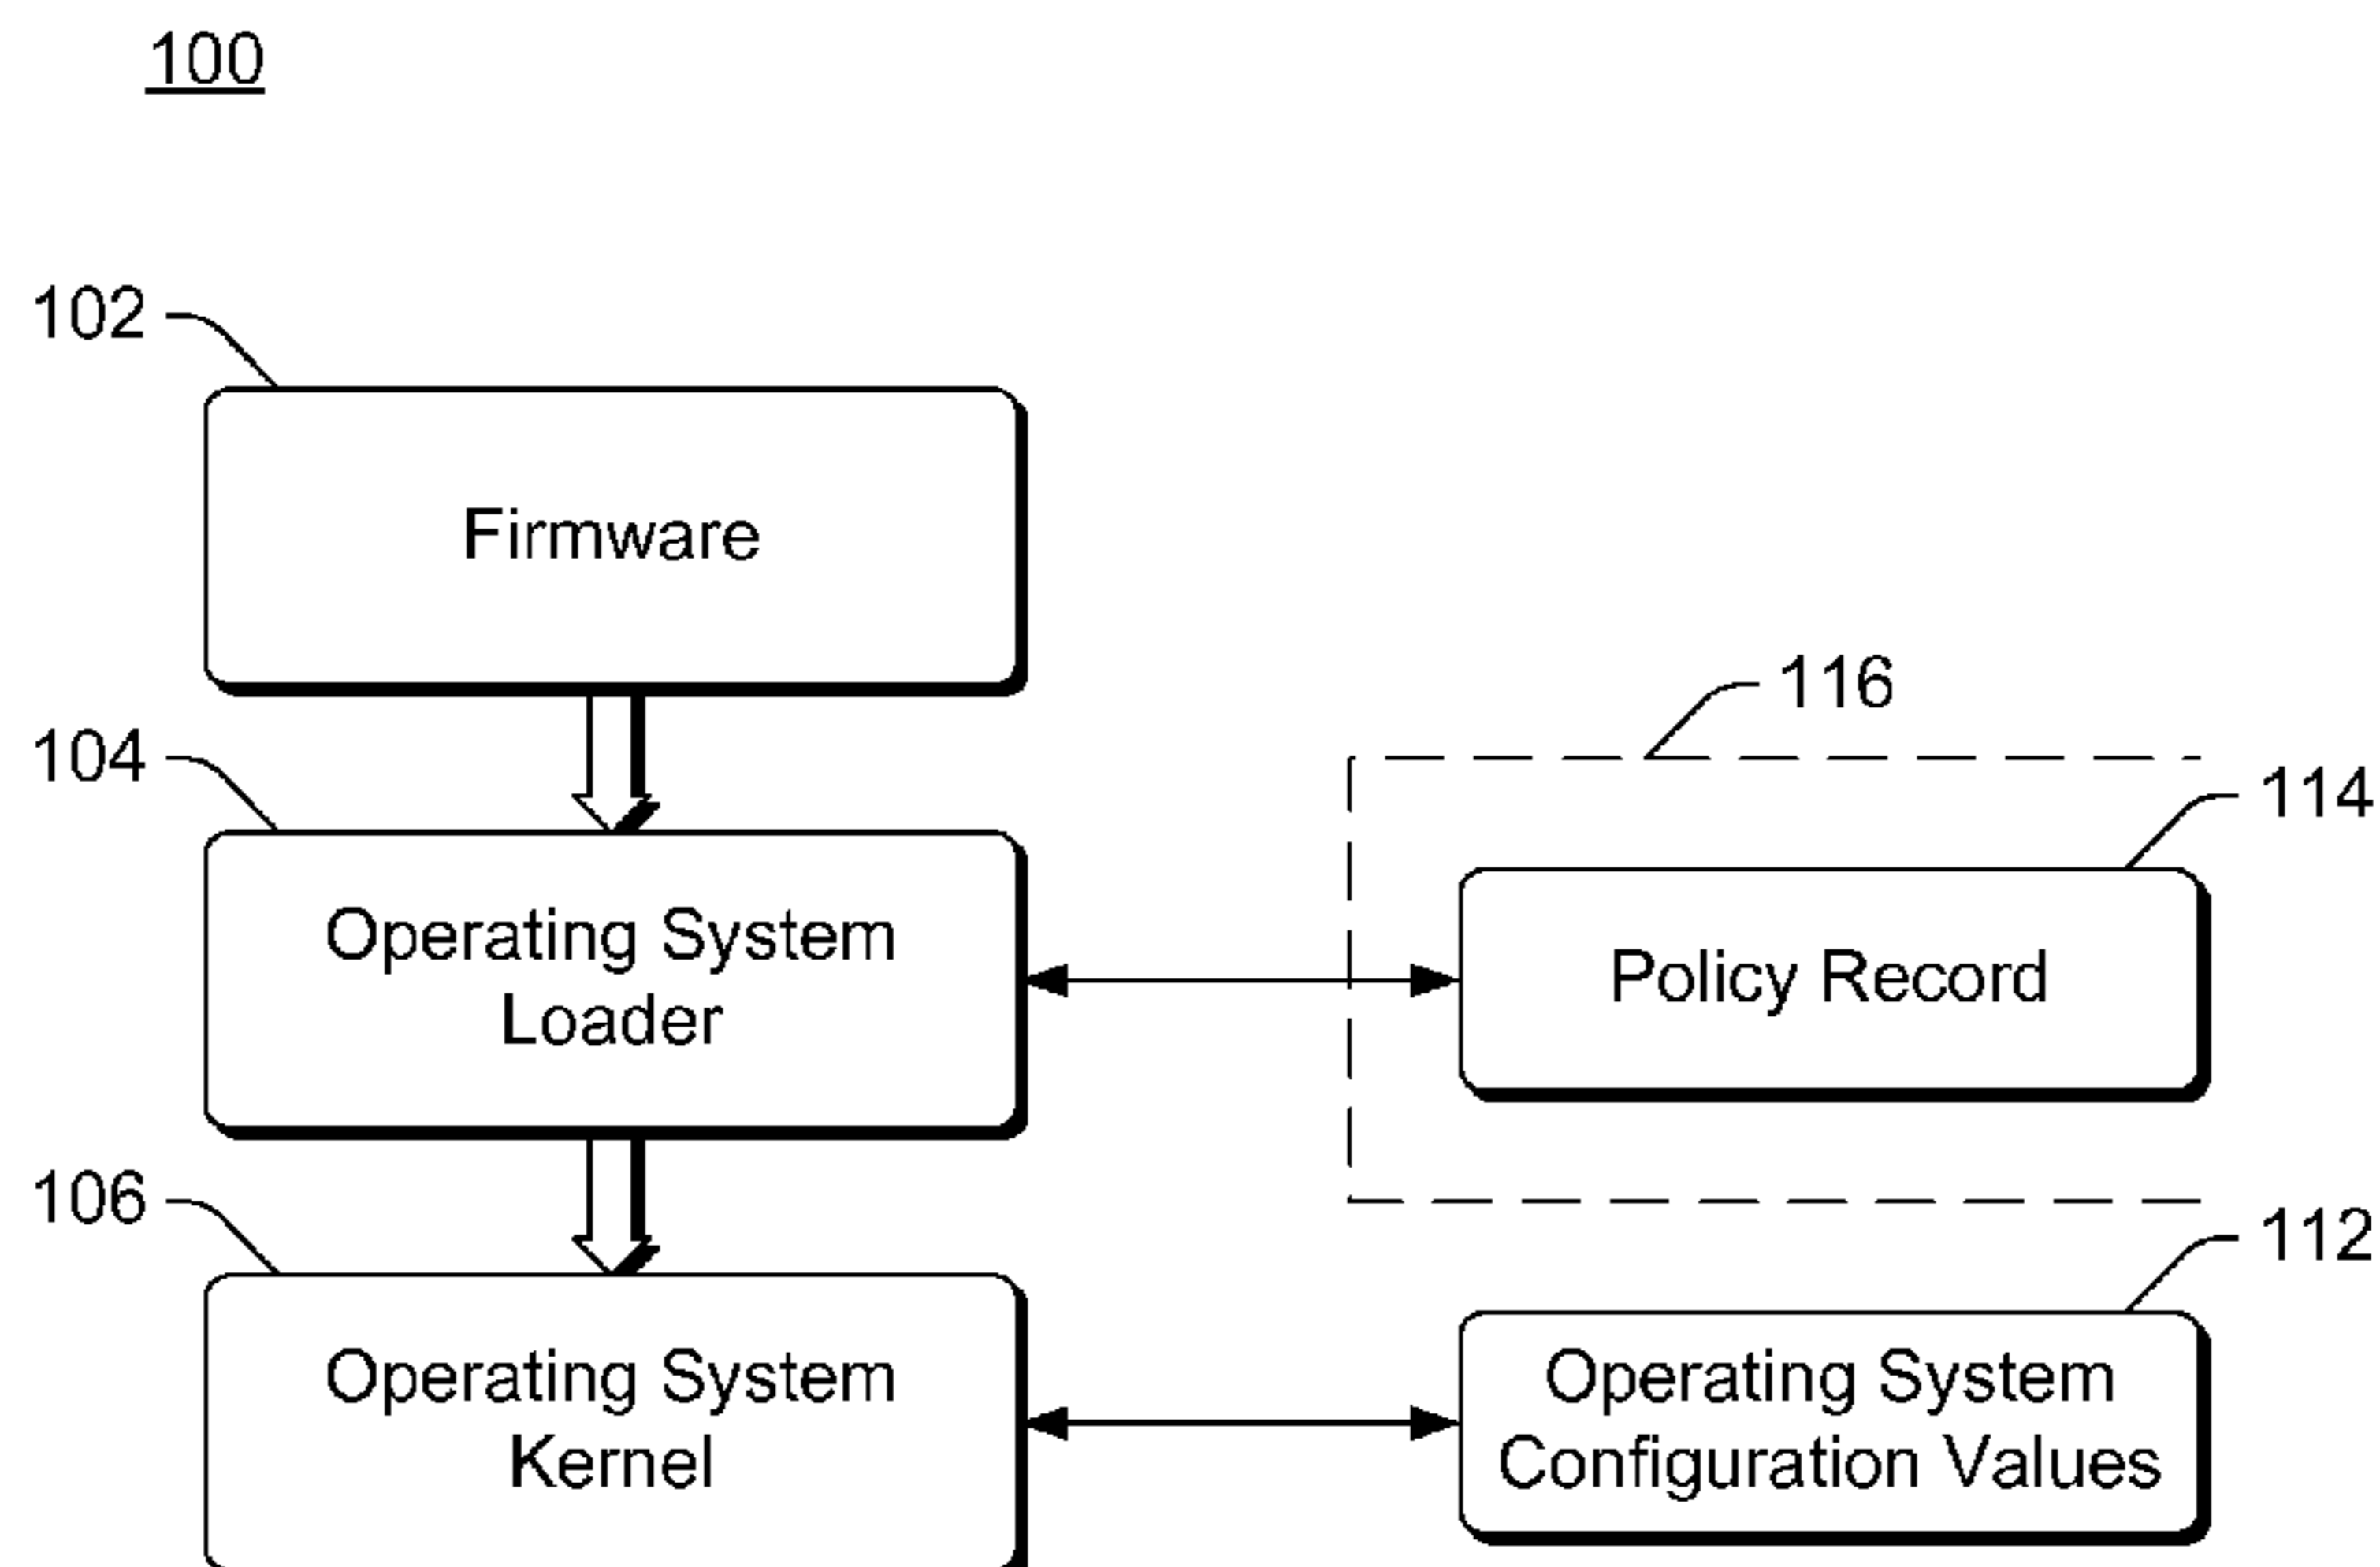 100
102
Firmware
116
104
114
Operating System
Loader
Policy Record
106
112
Operating System
Kernel
Operating System
Configuration Values